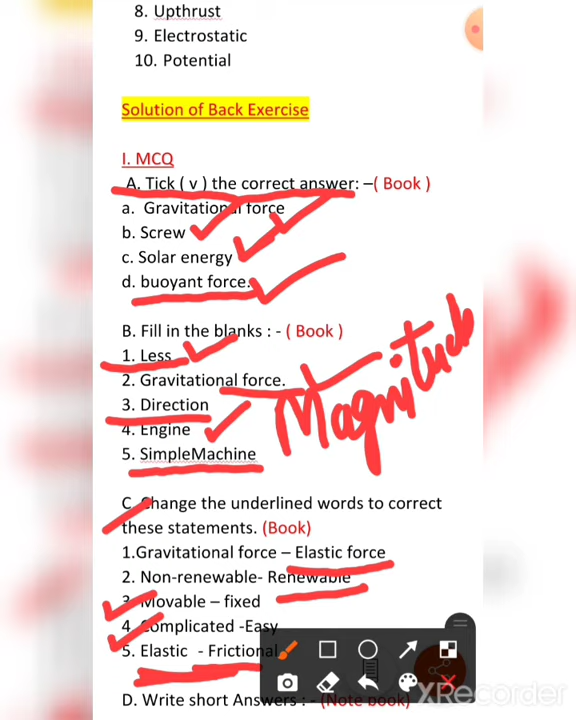 8. Upthrust
9. Electrostatic
10. Potential
Solution of Back Exercise
I. MCQ
A. Tick ( v ) the correct answer: –( Book )
a. Gravitational force
b. Screw
c. Solar energy
d. buoyant force.
B. Fill in the blanks : - ( Book )
1. Less
2. Gravitational force.
3. Direction
4. Engine
5. SimpleMachine
Magnitude
C. Change the underlined words to correct
these statements. (Book)
1.Gravitational force – Elastic force
2. Non-renewable- Renewable
3. Movable – fixed
4. Complicated -Easy
5. Elastic - Frictional
D. Write short Answers : - (Note book)
XRecorder